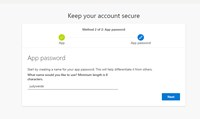 Keep your account secure
Method 2 of 2: App password
App
App password
App password
Start by creating a name for your app password. This will help differentiate it from others.
What name would you like to use? Minimum length is 8
characters.
Next